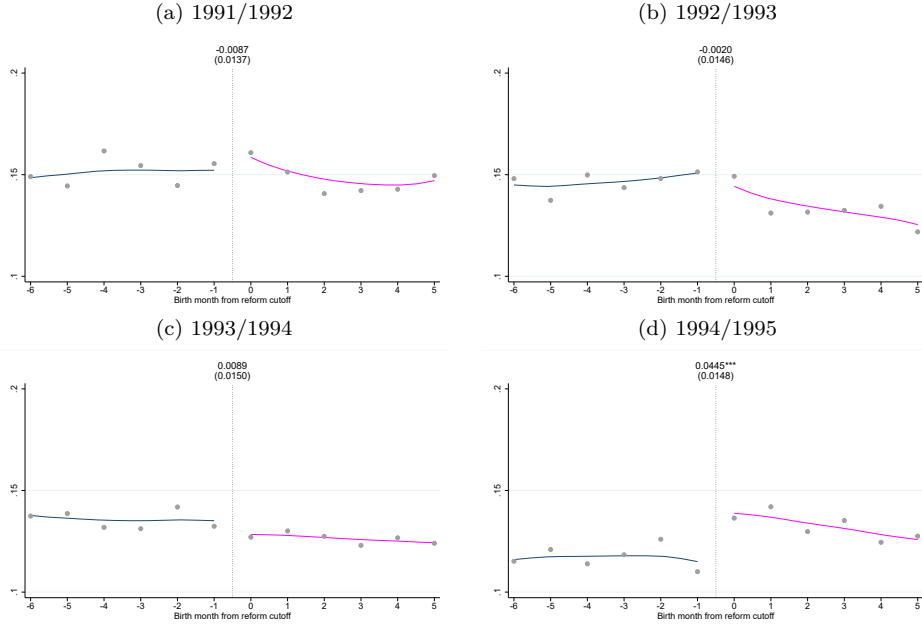 (a) 1991/1992
-0.0087
(0.0137)
.2
.15
.1
-6 -5 -4 -3 -2 -1 0 1 2 3 4 5
Birth month from reform cutoff
(b) 1992/1993
-0.0020
(0.0146)
.2
.15
.1
-6 -5 -4 -3 -2 -1 0 1 2 3 4 5
Birth month from reform cutoff
(c) 1993/1994
0.0089
(0.0150)
.2
.15
.1
-6 -5 -4 -3 -2 -1 0 1 2 3 4 5
Birth month from reform cutoff
(d) 1994/1995
0.0445***
(0.0148)
.2
.15
.1
-6 -5 -4 -3 -2 -1 0 1 2 3 4 5
Birth month from reform cutoff